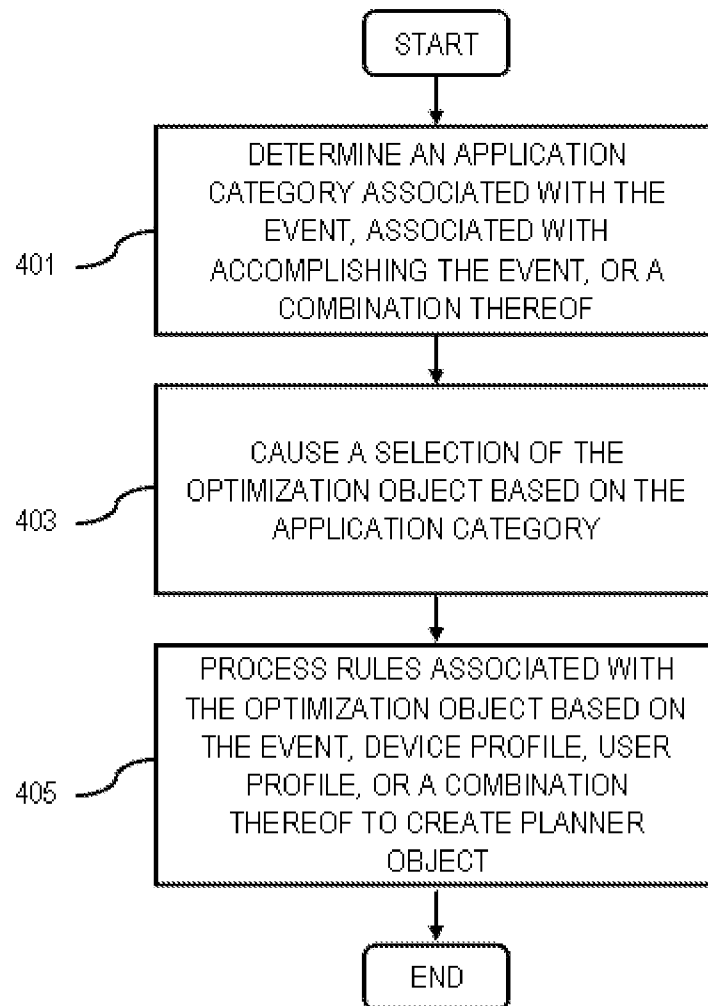 START
DETERMINE AN APPLICATION
CATEGORY ASSOCIATED WITH THE
EVENT, ASSOCIATED WITH
ACCOMPLISHING THE EVENT, OR A
COMBINATION THEREOF
401
CAUSE A SELECTION OF THE
OPTIMIZATION OBJECT BASED ON THE
APPLICATION CATEGORY
403
PROCESS RULES ASSOCIATED WITH
THE OPTIMIZATION OBJECT BASED ON
THE EVENT, DEVICE PROFILE, USER
PROFILE, OR A COMBINATION
THEREOF TO CREATE PLANNER
OBJECT
405
END